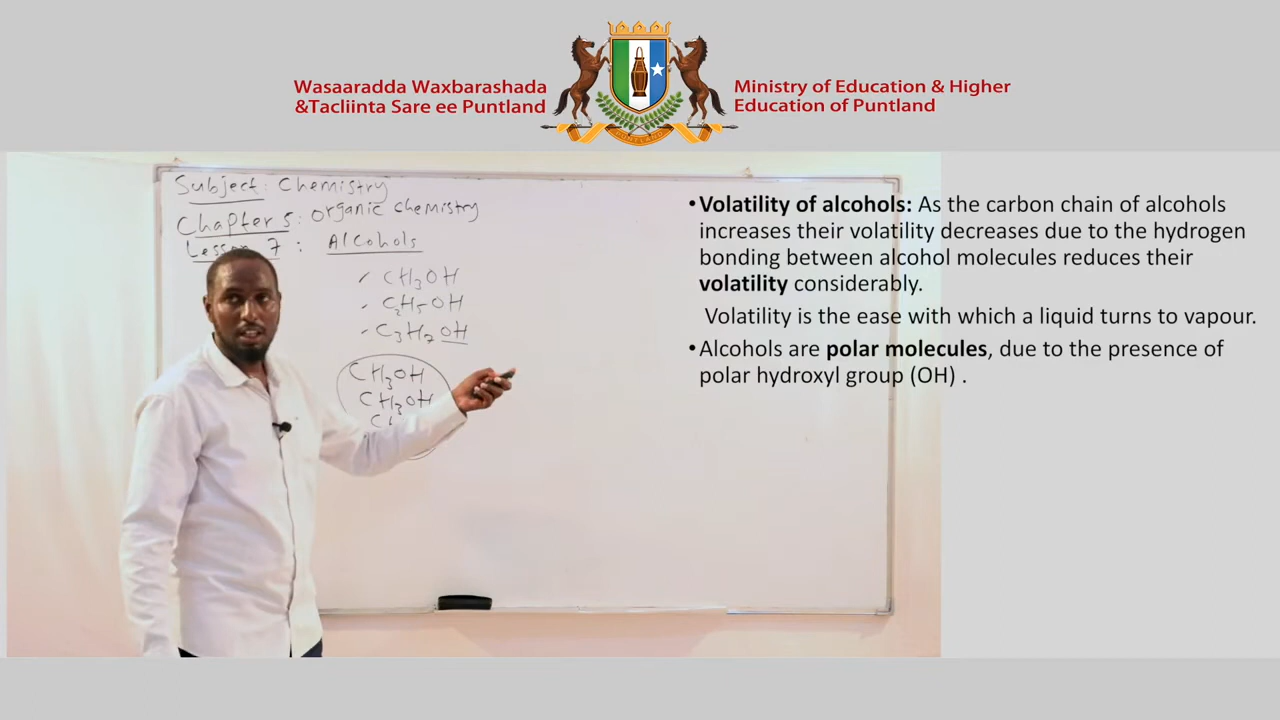 Wasaaradda Waxbarashada
&Tacliinta Sare ee Puntland
Ministry of Education & Higher
Education of Puntland
PUNTLAND
Subject: Chemistry
Chapter 5: organic chemistry
Lesson 7 : Alcohols
CH3OH
C2H5OH
C3H7OH
CH3OH
CH3OH
•Volatility of alcohols: As the carbon chain of alcohols
increases their volatility decreases due to the hydrogen
bonding between alcohol molecules reduces their
volatility considerably.
Volatility is the ease with which a liquid turns to vapour.
•Alcohols are polar molecules, due to the presence of
polar hydroxyl group (OH) .